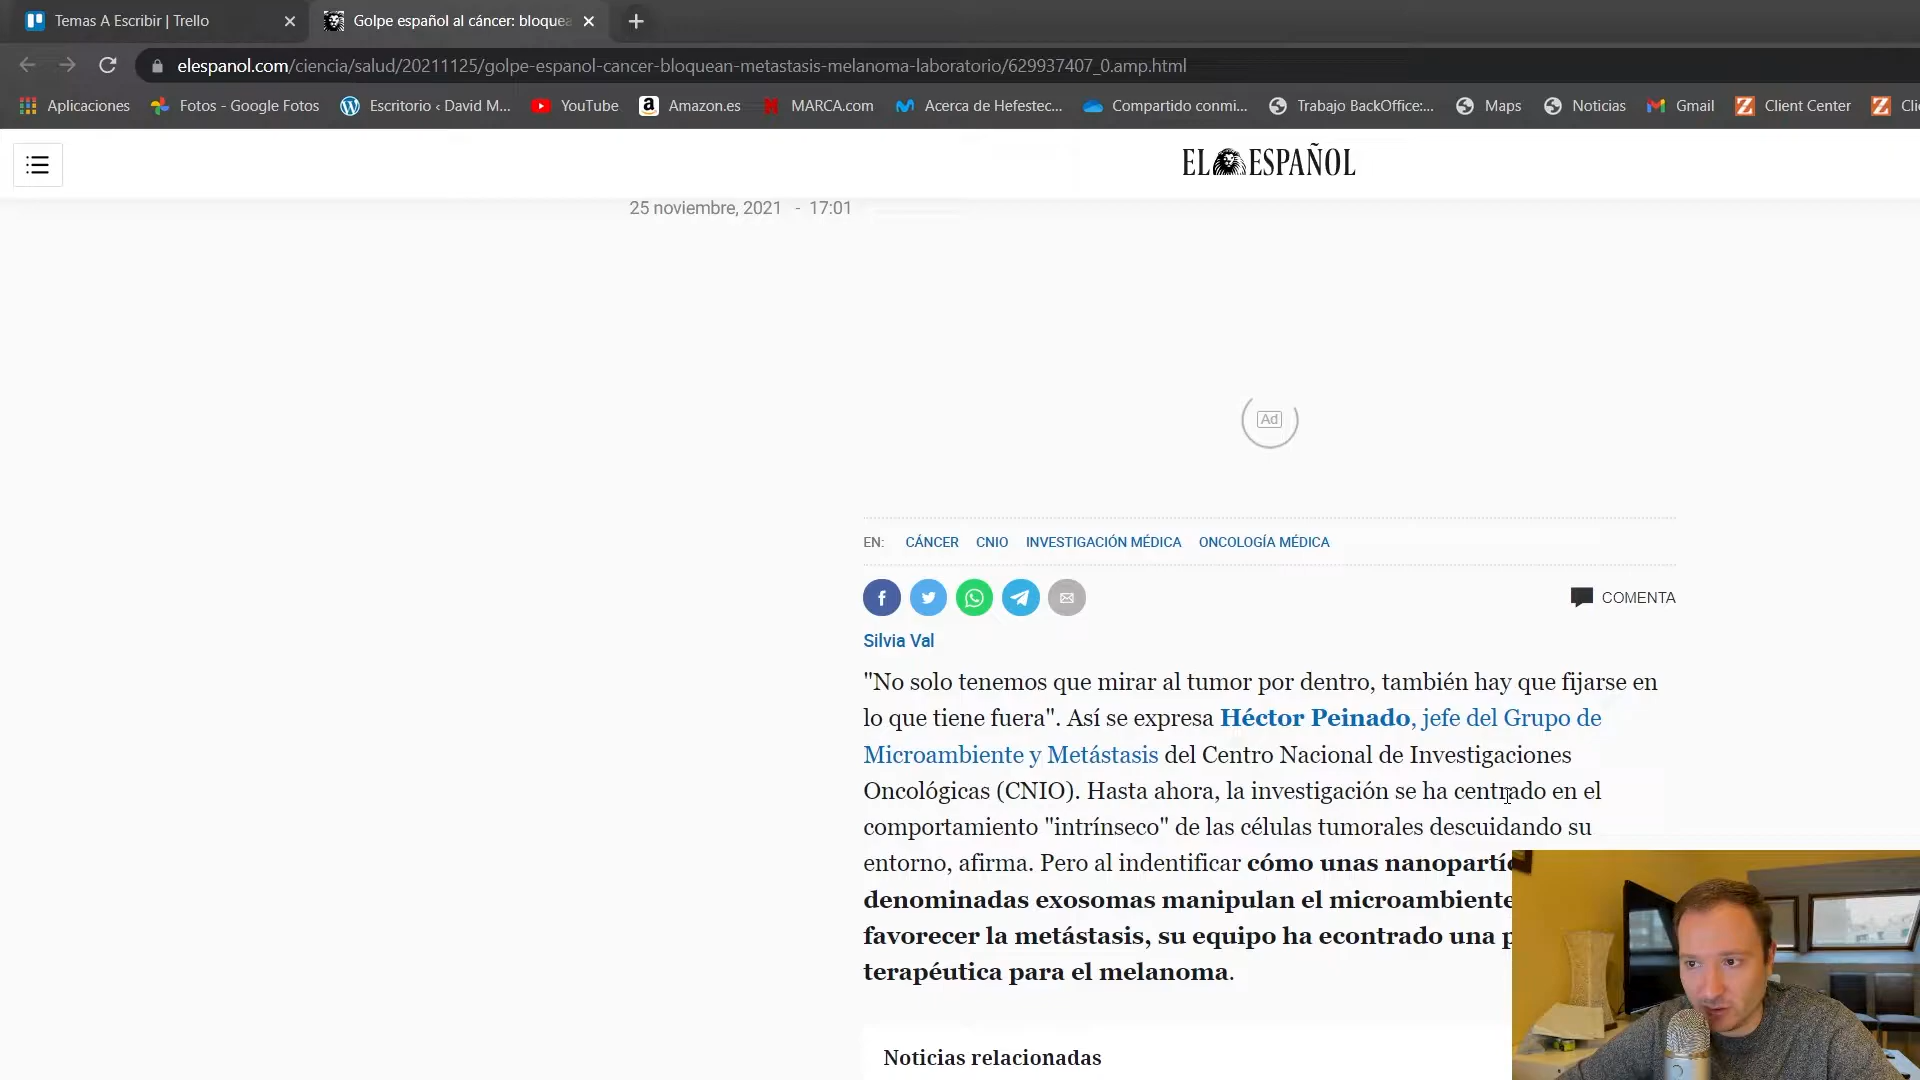 Temas A Escribir | Trello
Golpe español al cáncer: bloquea
elespanol.com/ciencia/salud/20211125/golpe-espanol-cancer-bloquean-metastasis-melanoma-laboratorio/629937407_0.amp.html
Aplicaciones Fotos - Google Fotos Escritorio ‹ David M... YouTube Amazon.es MARCA.com Acerca de Hefestec... Compartido conmi... Trabajo BackOffice:... Maps Noticias Gmail Client Center Cli
EL ESPAÑOL
25 noviembre, 2021 - 17:01
Ad
EN: CÁNCER CNIO INVESTIGACIÓN MÉDICA ONCOLOGÍA MÉDICA
COMENTA
Silvia Val
"No solo tenemos que mirar al tumor por dentro, también hay que fijarse en
lo que tiene fuera". Así se expresa Héctor Peinado, jefe del Grupo de
Microambiente y Metástasis del Centro Nacional de Investigaciones
Oncológicas (CNIO). Hasta ahora, la investigación se ha centrado en el
comportamiento "intrínseco" de las células tumorales descuidando su
entorno, afirma. Pero al indentificar cómo unas nanopartíc
denominadas exosomas manipulan el microambiente
favorecer la metástasis, su equipo ha econtrado una p
terapéutica para el melanoma.
Noticias relacionadas